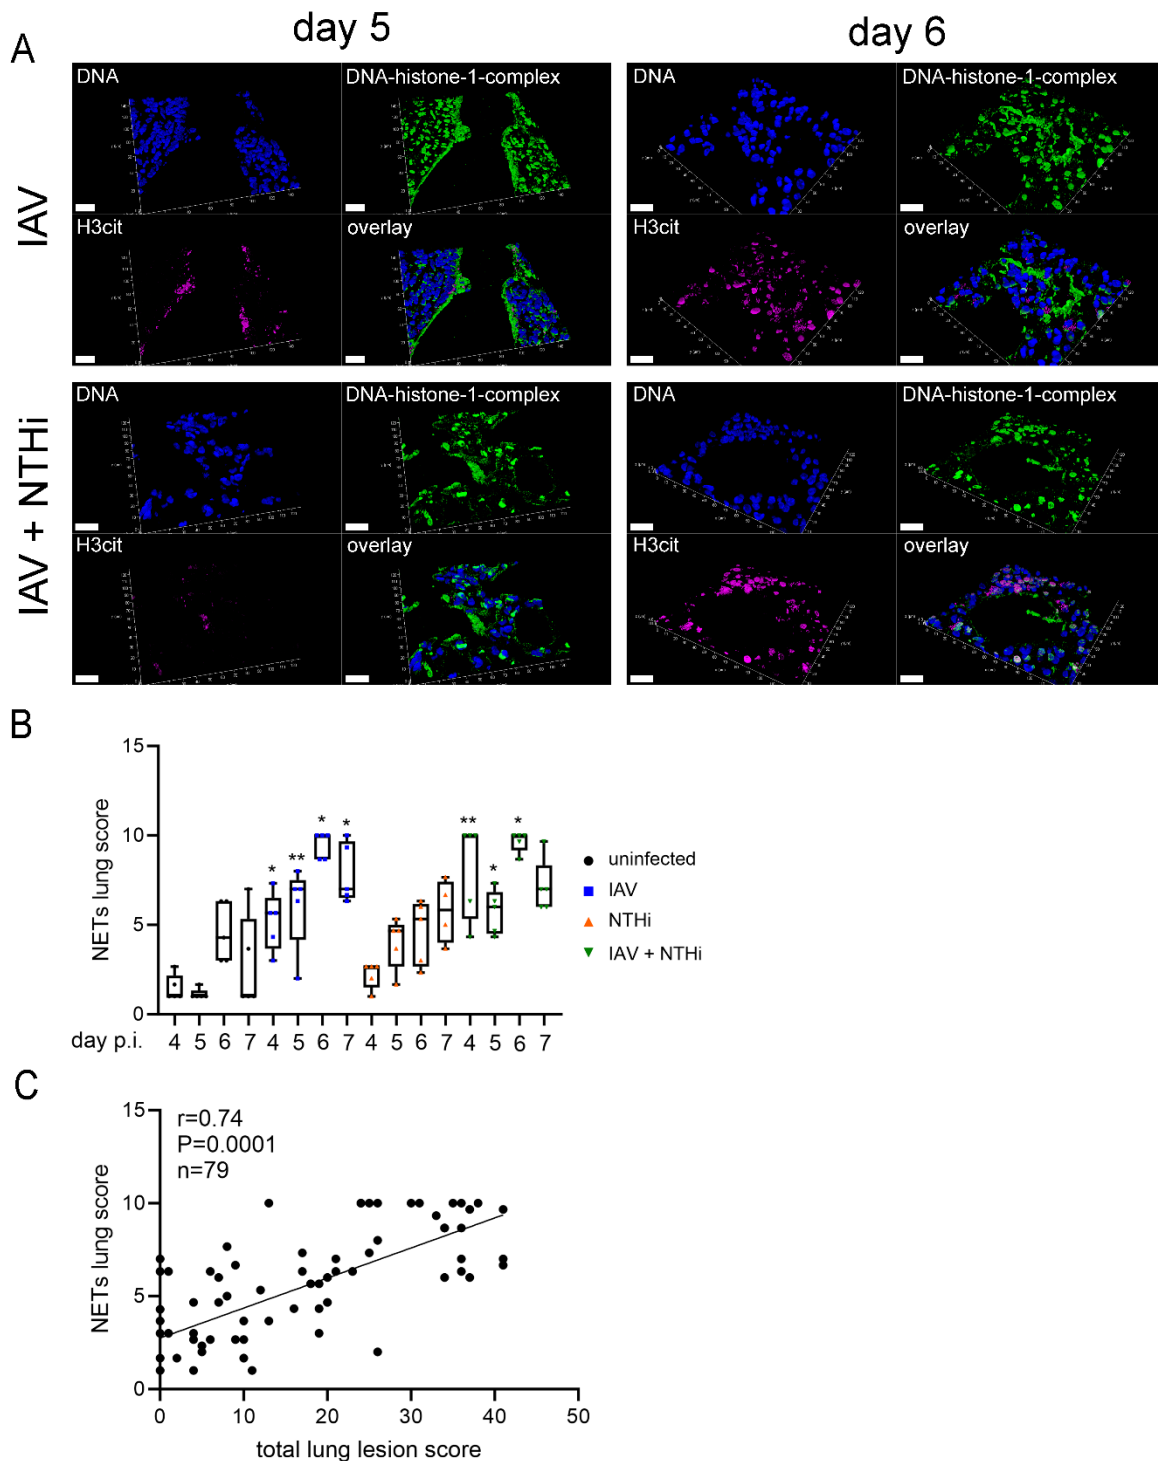 day 5
day 6
A
IAV
DNA
DNA-histone-1-complex
H3cit
overlay
DNA
DNA-histone-1-complex
H3cit
overlay
IAV + NTHi
DNA
DNA-histone-1-complex
H3cit
overlay
DNA
DNA-histone-1-complex
H3cit
overlay
B
NETs lung score
15
10
5
0
* ** * * ** * *
day p.i. 4 5 6 7 4 5 6 7 4 5 6 7 4 5 6 7
uninfected
IAV
NTHi
IAV + NTHi
C
NETs lung score
15
10
5
0
r=0.74
P=0.0001
n=79
0 10 20 30 40 50
total lung lesion score